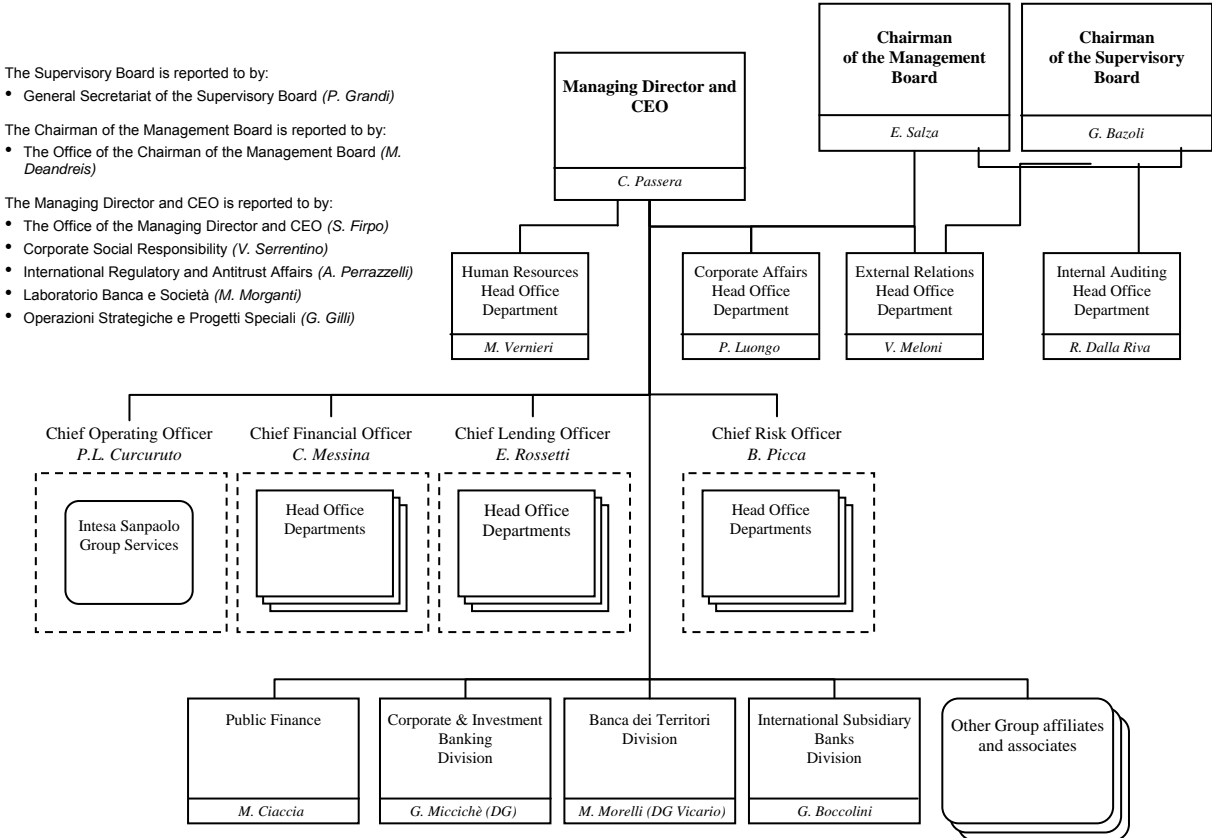 The Supervisory Board is reported to by:
• General Secretariat of the Supervisory Board (P. Grandi)
The Chairman of the Management Board is reported to by:
• The Office of the Chairman of the Management Board (M.
Deandreis)
The Managing Director and CEO is reported to by:
• The Office of the Managing Director and CEO (S. Firpo)
• Corporate Social Responsibility (V. Serrentino)
• International Regulatory and Antitrust Affairs (A. Perrazzelli)
• Laboratorio Banca e Società (M. Morganti)
• Operazioni Strategiche e Progetti Speciali (G. Gilli)
Managing Director and
CEO
C. Passera
Chairman
of the Management
Board
E. Salza
Chairman
of the Supervisory
Board
G. Bazoli
Human Resources
Head Office
Department
M. Vernieri
Corporate Affairs
Head Office
Department
P. Luongo
External Relations
Head Office
Department
V. Meloni
Internal Auditing
Head Office
Department
R. Dalla Riva
Chief Operating Officer
P.L. Curcuruto
Intesa Sanpaolo
Group Services
Chief Financial Officer
C. Messina
Head Office
Departments
Chief Lending Officer
E. Rossetti
Head Office
Departments
Chief Risk Officer
B. Picca
Head Office
Departments
Public Finance
M. Ciaccia
Corporate & Investment
Banking
Division
G. Miccichè (DG)
Banca dei Territori
Division
M. Morelli (DG Vicario)
International Subsidiary
Banks
Division
G. Boccolini
Other Group affiliates
and associates